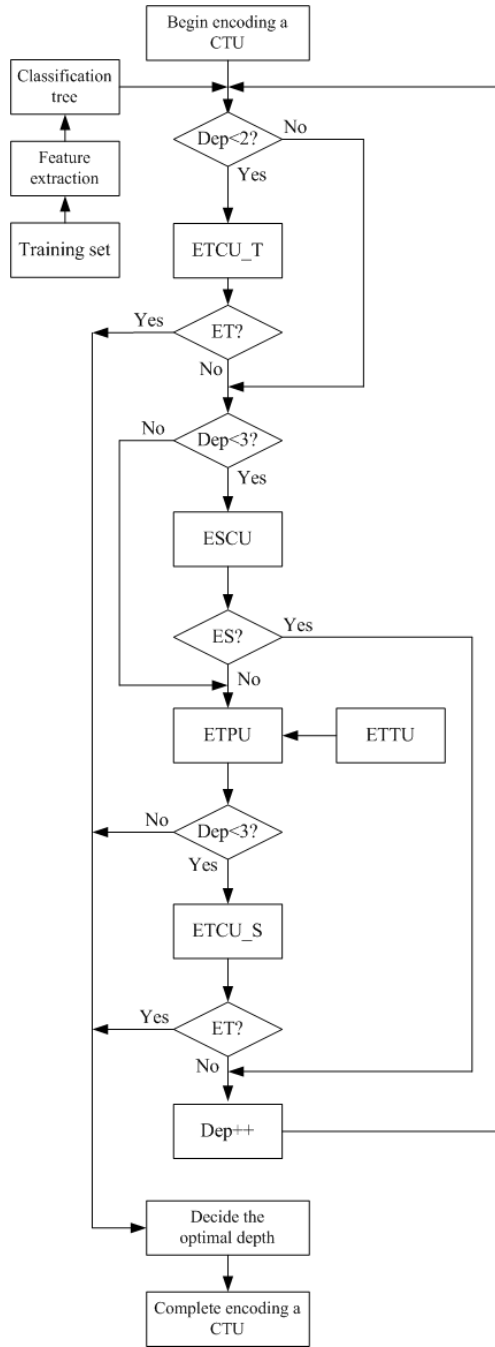 Begin encoding a
CTU
Classification
tree
Dep<2?
No
Feature
extraction
Yes
Training set
ETCU_T
Yes
ET?
No
No
Dep<3?
Yes
ESCU
ES?
Yes
No
ETPU
ETTU
No
Dep<3?
Yes
ETCU_S
Yes
ET?
No
Dep++
Decide the
optimal depth
Complete encoding a
CTU